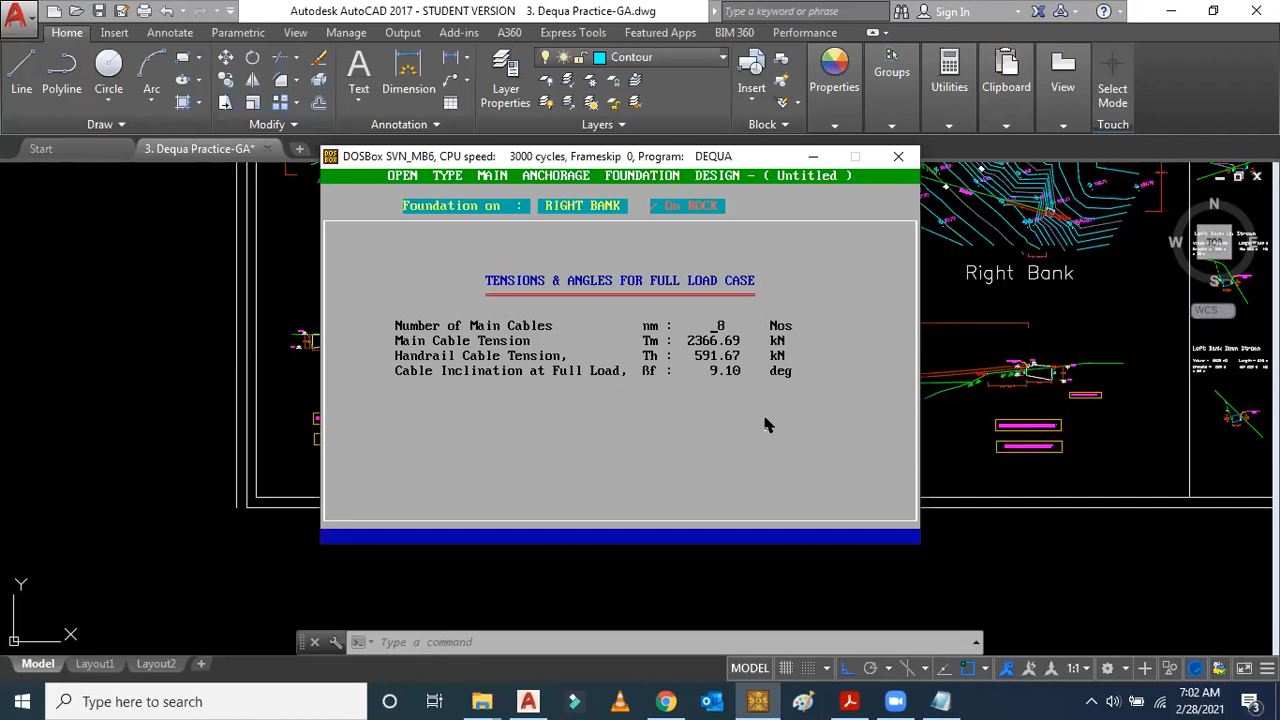 Autodesk AutoCAD 2017 - STUDENT VERSION 3. Dequa Practice-GA.dwg
Type a keyword or phrase
Sign In
Home Insert Annotate Parametric View Manage Output Add-ins A360 Express Tools Featured Apps BIM 360 Performance
Line Polyline Circle Arc
Text Dimension
Layer Properties
Contour
Insert
Properties
Groups
Utilities
Clipboard
View
Select Mode
Draw Modify Annotation Layers Block Touch
Start 3. Dequa Practice-GA*
DOSBox SVN_MB6, CPU speed: 3000 cycles, Frameskip 0, Program: DEQUA
OPEN TYPE MAIN ANCHORAGE FOUNDATION DESIGN - ( Untitled )
Foundation on : RIGHT BANK / On ROCK
TENSIONS & ANGLES FOR FULL LOAD CASE
Number of Main Cables nm : _8 Nos
Main Cable Tension Tm : 2366.69 kN
Handrail Cable Tension, Th : 591.67 kN
Cable Inclination at Full Load, ßf : 9.10 deg
Right Bank
N
W TOP E
S
WCS
Y
X
Type a command
Model Layout1 Layout2
MODEL 1:1
Type here to search
7:02 AM
2/28/2021
3